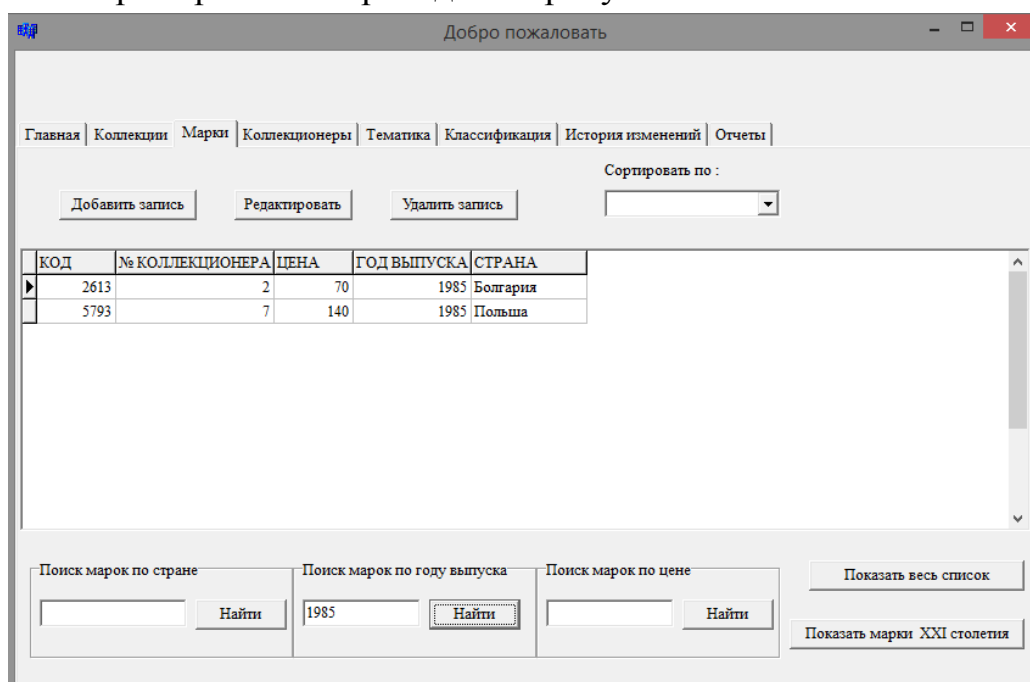 Добро пожаловать
Главная Коллекции Марки Коллекционеры Тематика Классификация История изменений Отчеты
Сортировать по :
Добавить запись Редактировать Удалить запись
КОД № КОЛЛЕКЦИОНЕРА ЦЕНА ГОД ВЫПУСКА СТРАНА
2613 2 70 1985 Болгария
5793 7 140 1985 Польша
Поиск марок по стране Поиск марок по году выпуска Поиск марок по цене
Показать весь список
Найти 1985 Найти Найти
Показать марки XXI столетия